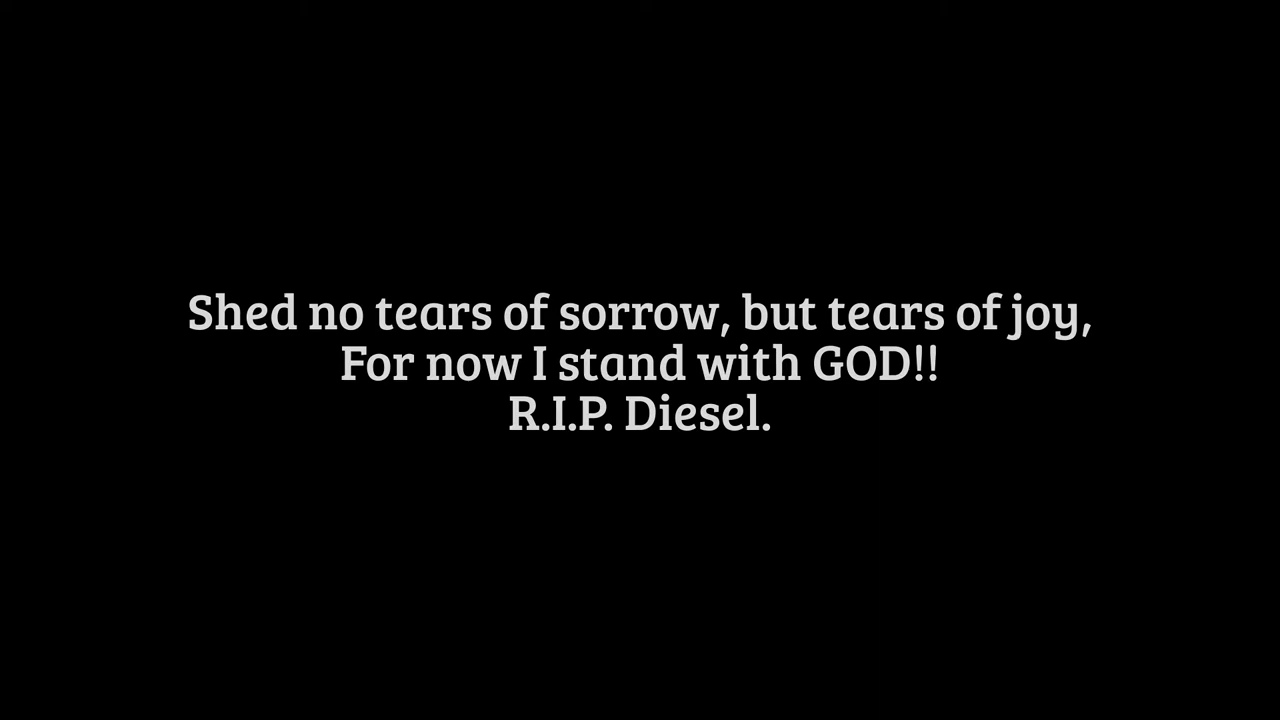 Shed no tears of sorrow, but tears of joy,
For now I stand with GOD!!
R.I.P. Diesel.